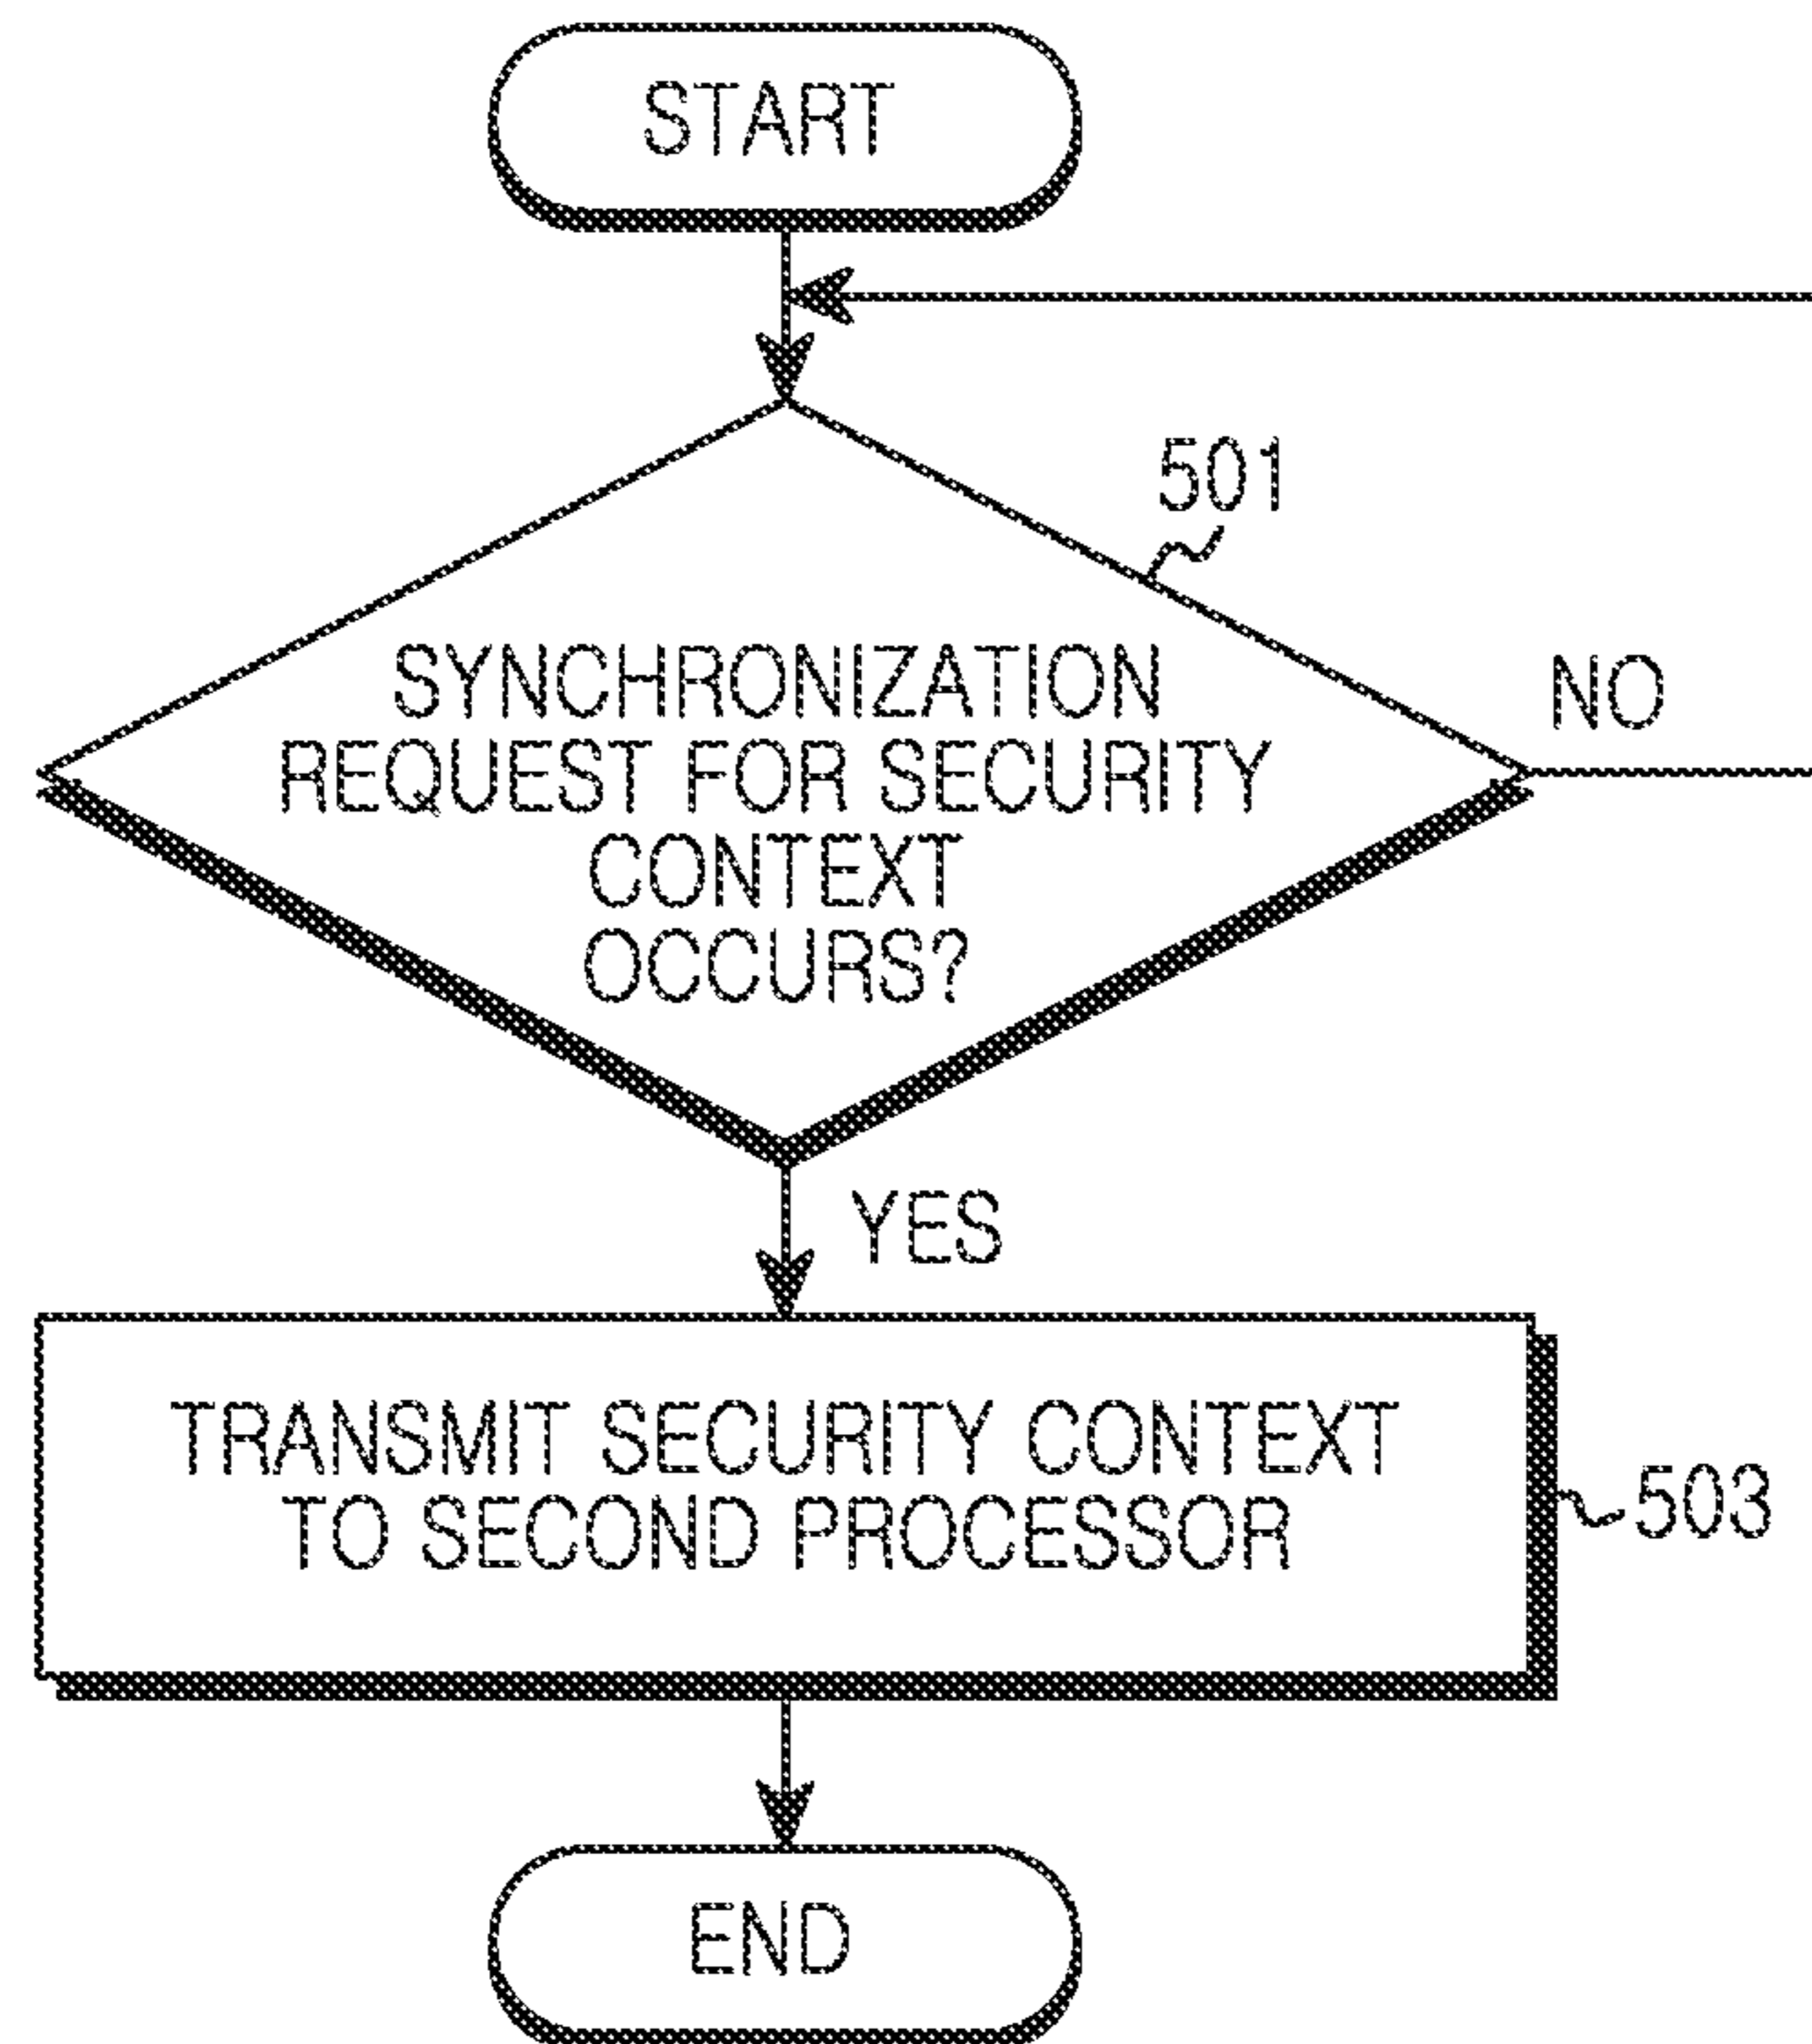 START
501
SYNCHRONIZATION
REQUEST FOR SECURITY
CONTEXT
OCCURS?
NO
YES
TRANSMIT SECURITY CONTEXT
TO SECOND PROCESSOR
503
END